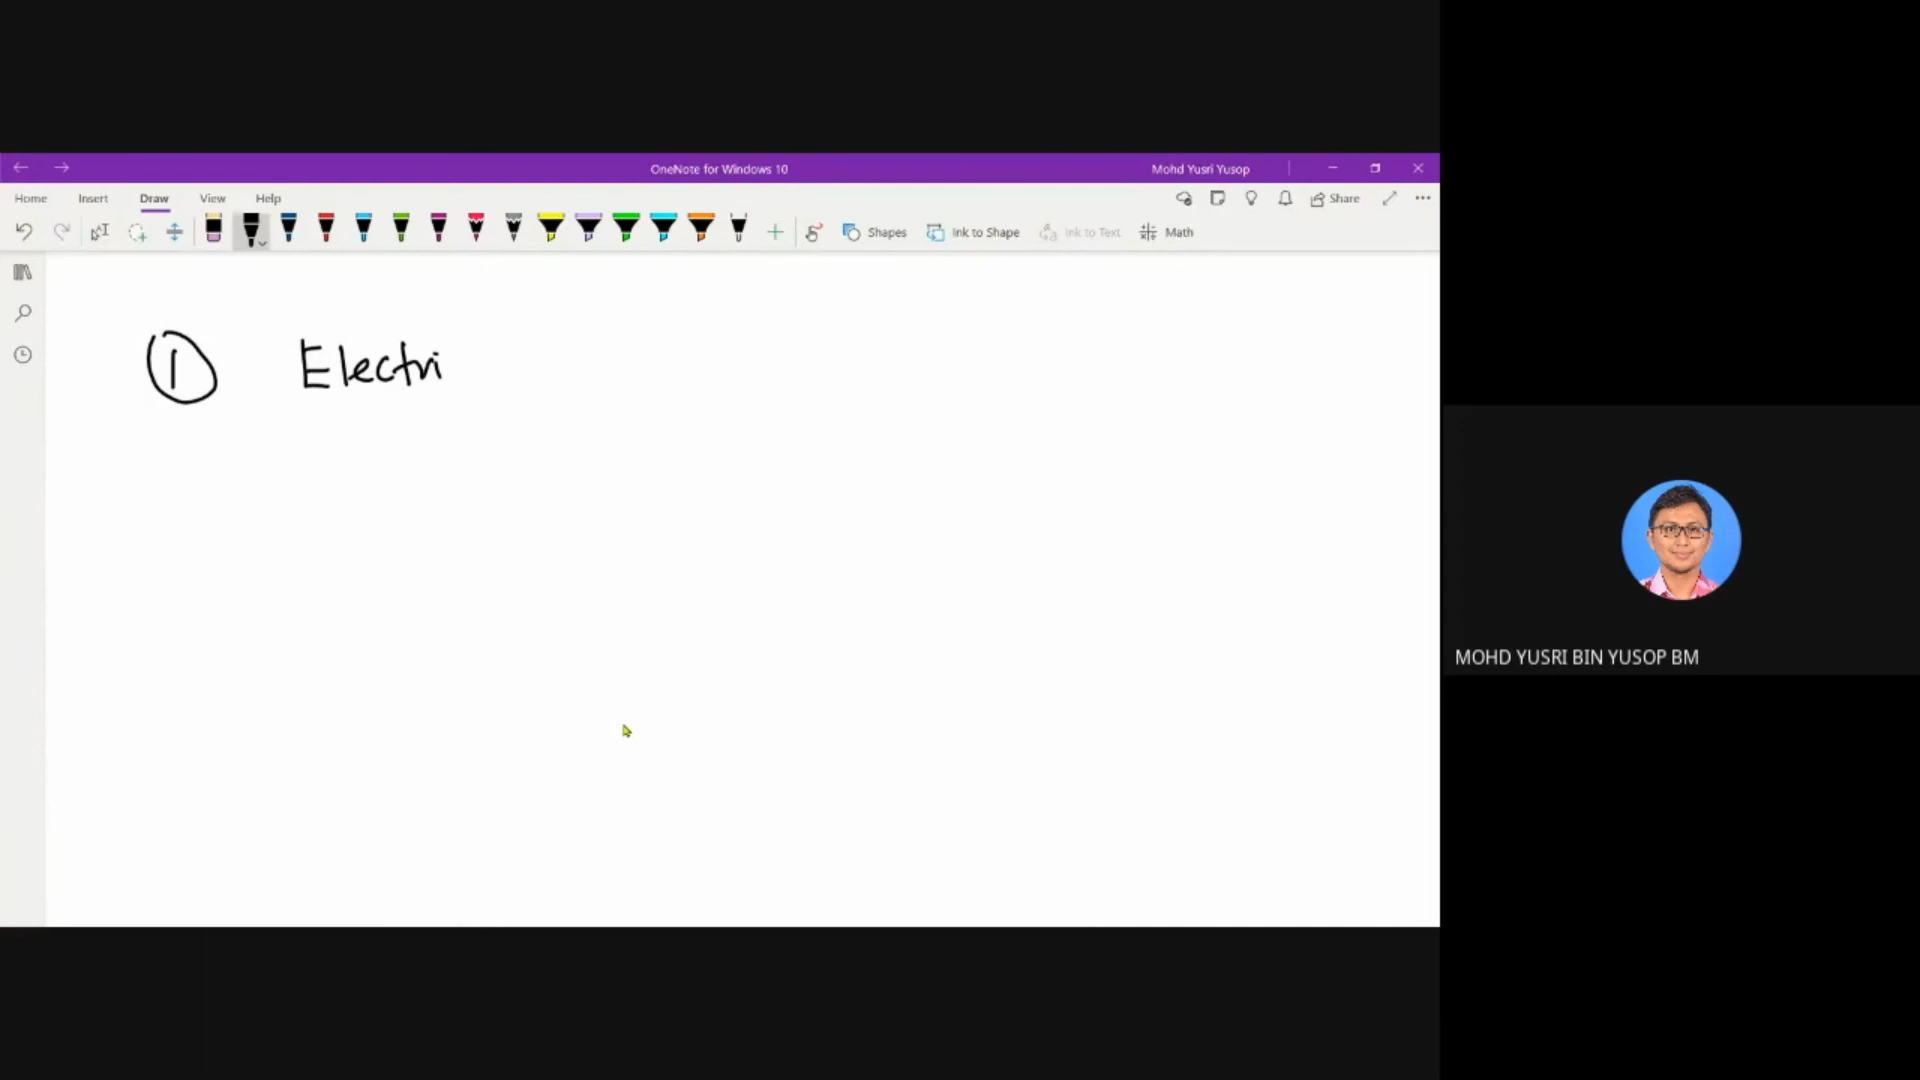 OneNote for Windows 10
Mohd Yusri Yusop
Home Insert Draw View Help
Share
Shapes Ink to Shape Ink to Text Math
1 Electri
MOHD YUSRI BIN YUSOP BM